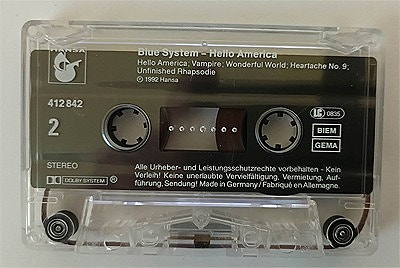 Blue System – Hello America
HANSA
Hello America; Vampire; Wonderful World; Heartache No. 9;
Unfinished Rhapsodie
℗ 1992 Hansa
412 842
2
LC 0835
BIEM
GEMA
STEREO
DOLBY SYSTEM
Alle Urheber- und Leistungsschutzrechte vorbehalten - Kein
Verleih! Keine unerlaubte Vervielfältigung, Vermietung, Auf-
führung, Sendung! Made in Germany / Fabriqué en Allemagne.